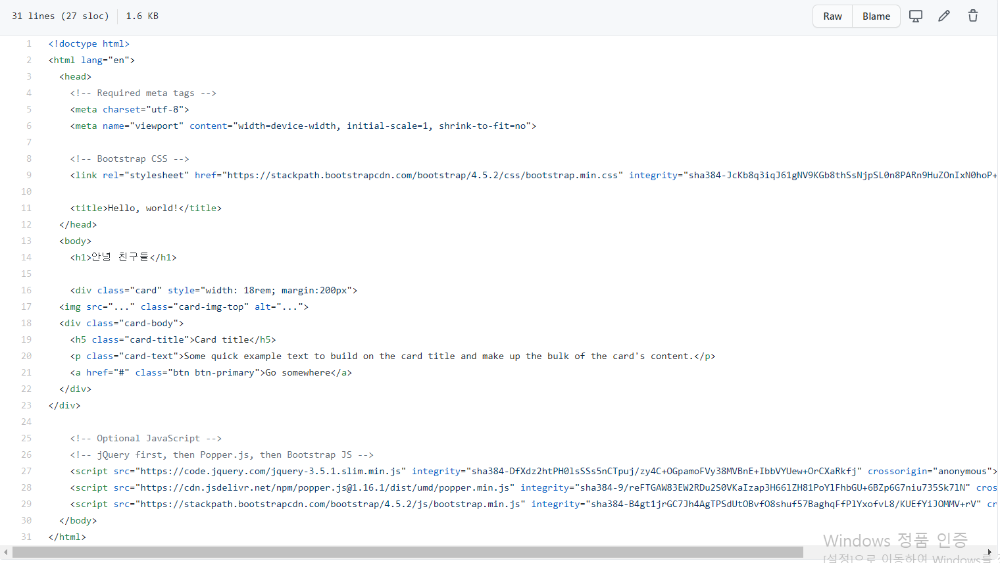 31 lines (27 sloc) 1.6 KB Raw Blame
1 <!doctype html>
2 <html lang="en">
3 <head>
4 <!-- Required meta tags -->
5 <meta charset="utf-8">
6 <meta name="viewport" content="width=device-width, initial-scale=1, shrink-to-fit=no">
7
8 <!-- Bootstrap CSS -->
9 <link rel="stylesheet" href="https://stackpath.bootstrapcdn.com/bootstrap/4.5.2/css/bootstrap.min.css" integrity="sha384-JcKb8q3iqJ61gNV9KGb8thSsNjpSL0n8PARn9HuZOnIxN0hoP+
10
11 <title>Hello, world!</title>
12 </head>
13 <body>
14 <h1>안녕 친구들</h1>
15
16 <div class="card" style="width: 18rem; margin:200px">
17 <img src="..." class="card-img-top" alt="...">
18 <div class="card-body">
19 <h5 class="card-title">Card title</h5>
20 <p class="card-text">Some quick example text to build on the card title and make up the bulk of the card's content.</p>
21 <a href="#" class="btn btn-primary">Go somewhere</a>
22 </div>
23 </div>
24
25 <!-- Optional JavaScript -->
26 <!-- jQuery first, then Popper.js, then Bootstrap JS -->
27 <script src="https://code.jquery.com/jquery-3.5.1.slim.min.js" integrity="sha384-DfXdz2htPH0lsSSs5nCTpuj/zy4C+OGpamoFVy38MVBnE+IbbVYUew+OrCXaRkfj" crossorigin="anonymous">
28 <script src="https://cdn.jsdelivr.net/npm/popper.js@1.16.1/dist/umd/popper.min.js" integrity="sha384-9/reFTGAW83EW2RDu2S0VKaIzap3H66lZH81PoYlFhbGU+6BZp6G7niu735Sk7lN" cros
29 <script src="https://stackpath.bootstrapcdn.com/bootstrap/4.5.2/js/bootstrap.min.js" integrity="sha384-B4gt1jrGC7Jh4AgTPSdUtOBvfO8shuf57BaghqFfPlYxofvL8/KUEfYiJOMMV+rV" cr
30 </body>
31 </html>
Windows 정품 인증
[설정]으로 이동하여 Windows를